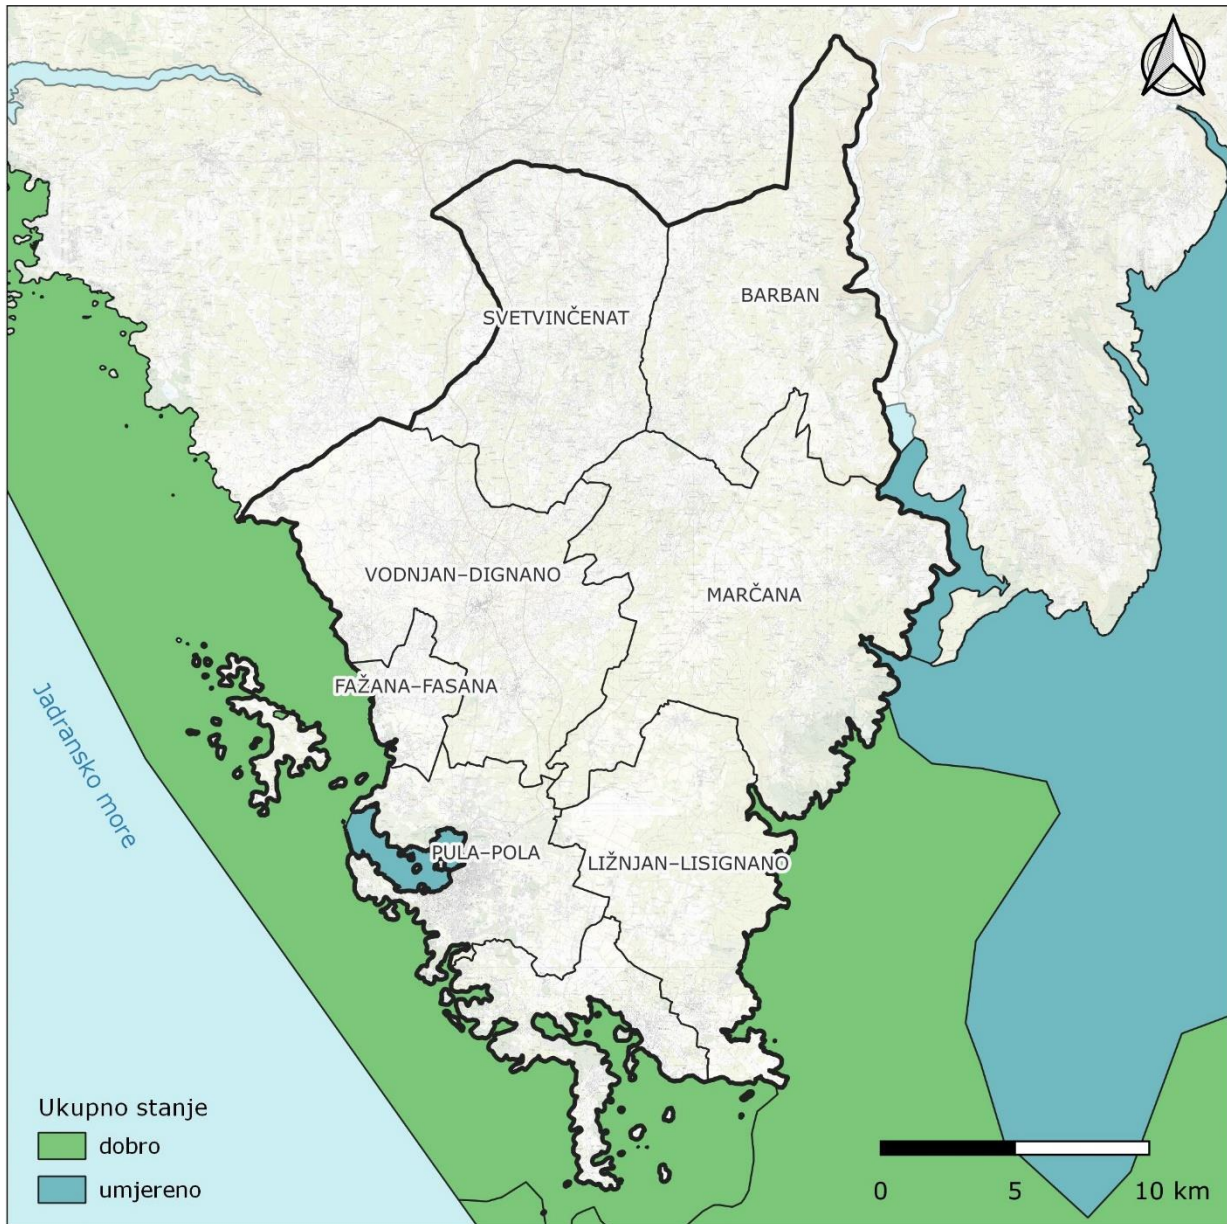 BARBAN
SVETVINČENAT
VODNJAN–DIGNANO
MARČANA
FAŽANA–FASANA
Jadransko more
PULA–POLA
LIŽNJAN–LISIGNANO
Ukupno stanje
dobro
umjereno
0 5 10 km